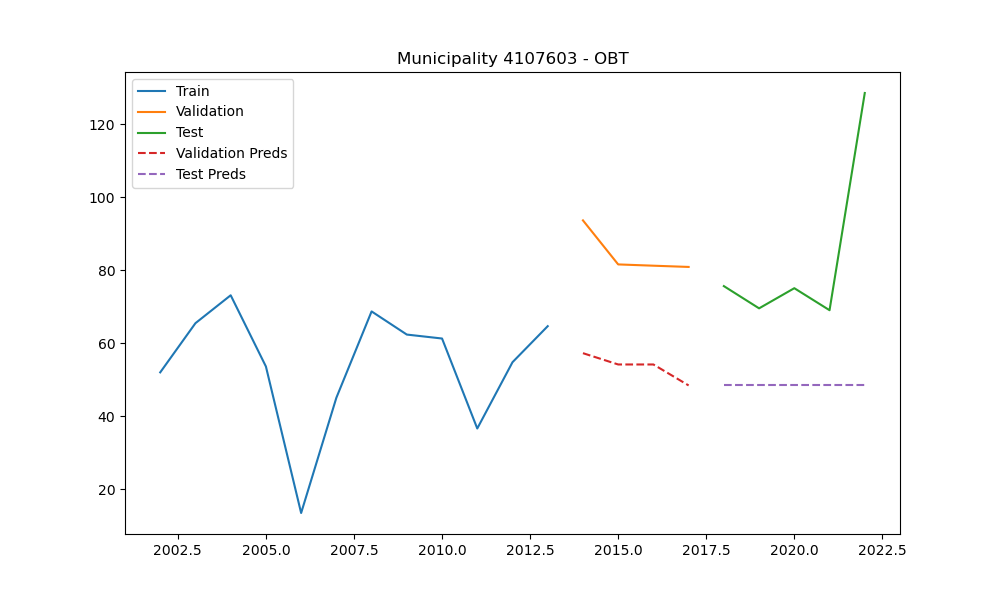 Municipality 4107603 - OBT
Train
Validation
Test
Validation Preds
Test Preds
120
100
80
60
40
20
2002.5 2005.0 2007.5 2010.0 2012.5 2015.0 2017.5 2020.0 2022.5